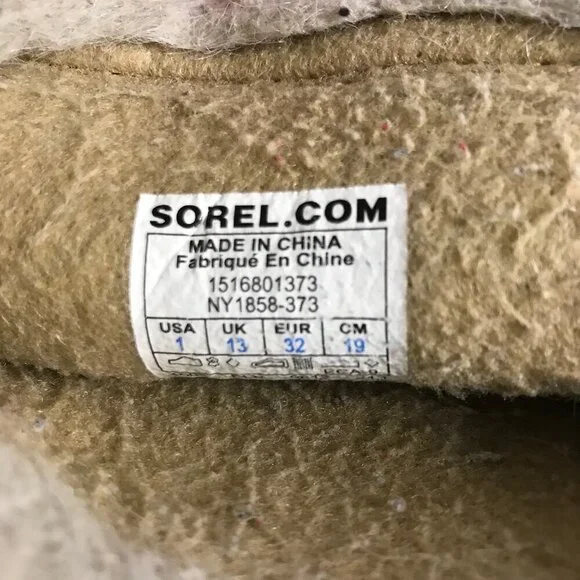 SOREL.COM
MADE IN CHINA
Fabriqué En Chine
1516801373
NY1858-373
USA UK EUR CM
1 13 32 19